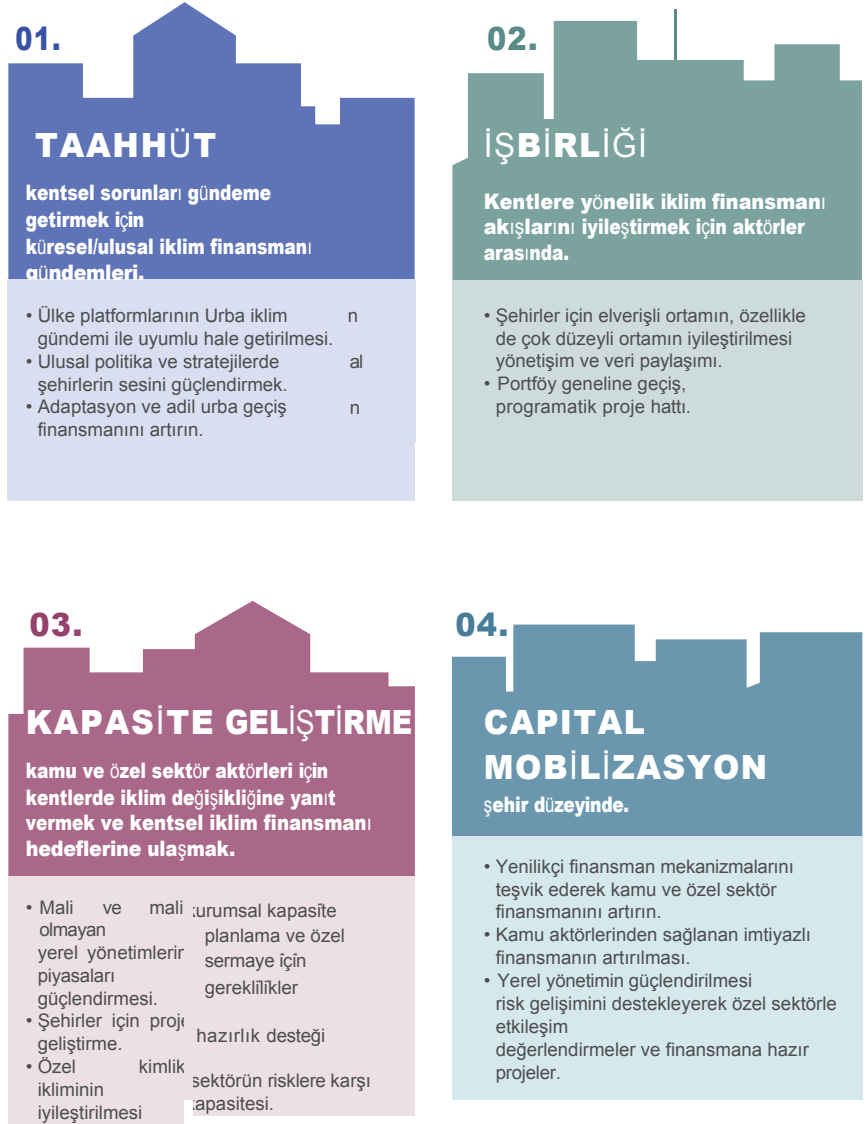 01.
TAAHHÜT
kentsel sorunları gündeme
getirmek için
küresel/ulusal iklim finansmanı
gündemleri.
• Ülke platformlarının Urba iklim n
gündemi ile uyumlu hale getirilmesi.
• Ulusal politika ve stratejilerde al
şehirlerin sesini güçlendirmek.
• Adaptasyon ve adil urba geçiş n
finansmanını artırın.
02.
İŞBİRLİĞİ
Kentlere yönelik iklim finansmanı
akışlarını iyileştirmek için aktörler
arasında.
• Şehirler için elverişli ortamın, özellikle
de çok düzeyli ortamın iyileştirilmesi
yönetişim ve veri paylaşımı.
• Portföy geneline geçiş,
programatik proje hattı.
03.
KAPASİTE GELİŞTİRME
kamu ve özel sektör aktörleri için
kentlerde iklim değişikliğine yanıt
vermek ve kentsel iklim finansmanı
hedeflerine ulaşmak.
• Mali ve mali
olmayan
yerel yönetimlerin
piyasaları
güçlendirmesi.
• Şehirler için proje
geliştirme.
• Özel kimlik
ikliminin
iyileştirilmesi
kurumsal kapasite
planlama ve özel
sermaye için
gereklilikler
hazırlık desteği
sektörün risklere karşı
kapasitesi.
04.
CAPITAL
MOBİLİZASYON
şehir düzeyinde.
• Yenilikçi finansman mekanizmalarını
teşvik ederek kamu ve özel sektör
finansmanını artırın.
• Kamu aktörlerinden sağlanan imtiyazlı
finansmanın artırılması.
• Yerel yönetimin güçlendirilmesi
risk gelişimini destekleyerek özel sektörle
etkileşim
değerlendirmeler ve finansmana hazır
projeler.